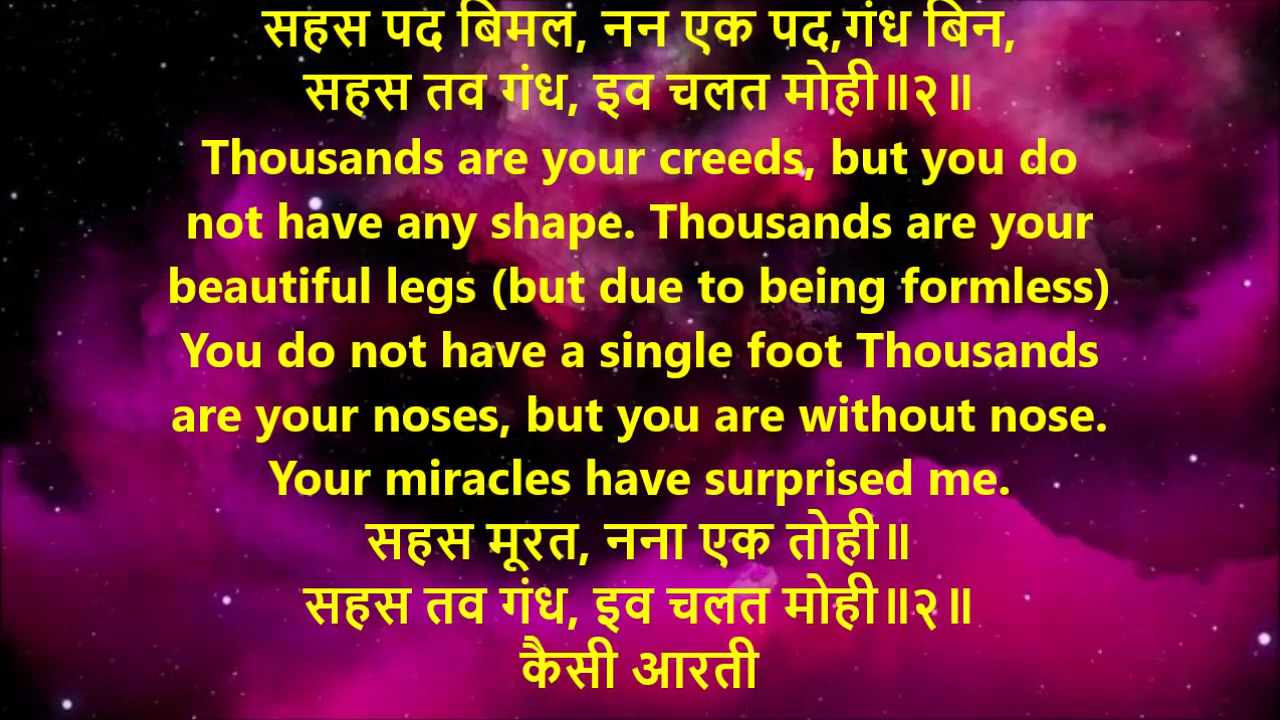 सहस पद बिमल, नन एक पद,गंध बिन,
सहस तव गंध, इव चलत मोही॥२॥
Thousands are your creeds, but you do
not have any shape. Thousands are your
beautiful legs (but due to being formless)
You do not have a single foot Thousands
are your noses, but you are without nose.
Your miracles have surprised me.
सहस मूरत, नना एक तोही॥
सहस तव गंध, इव चलत मोही॥२॥
कैसी आरती